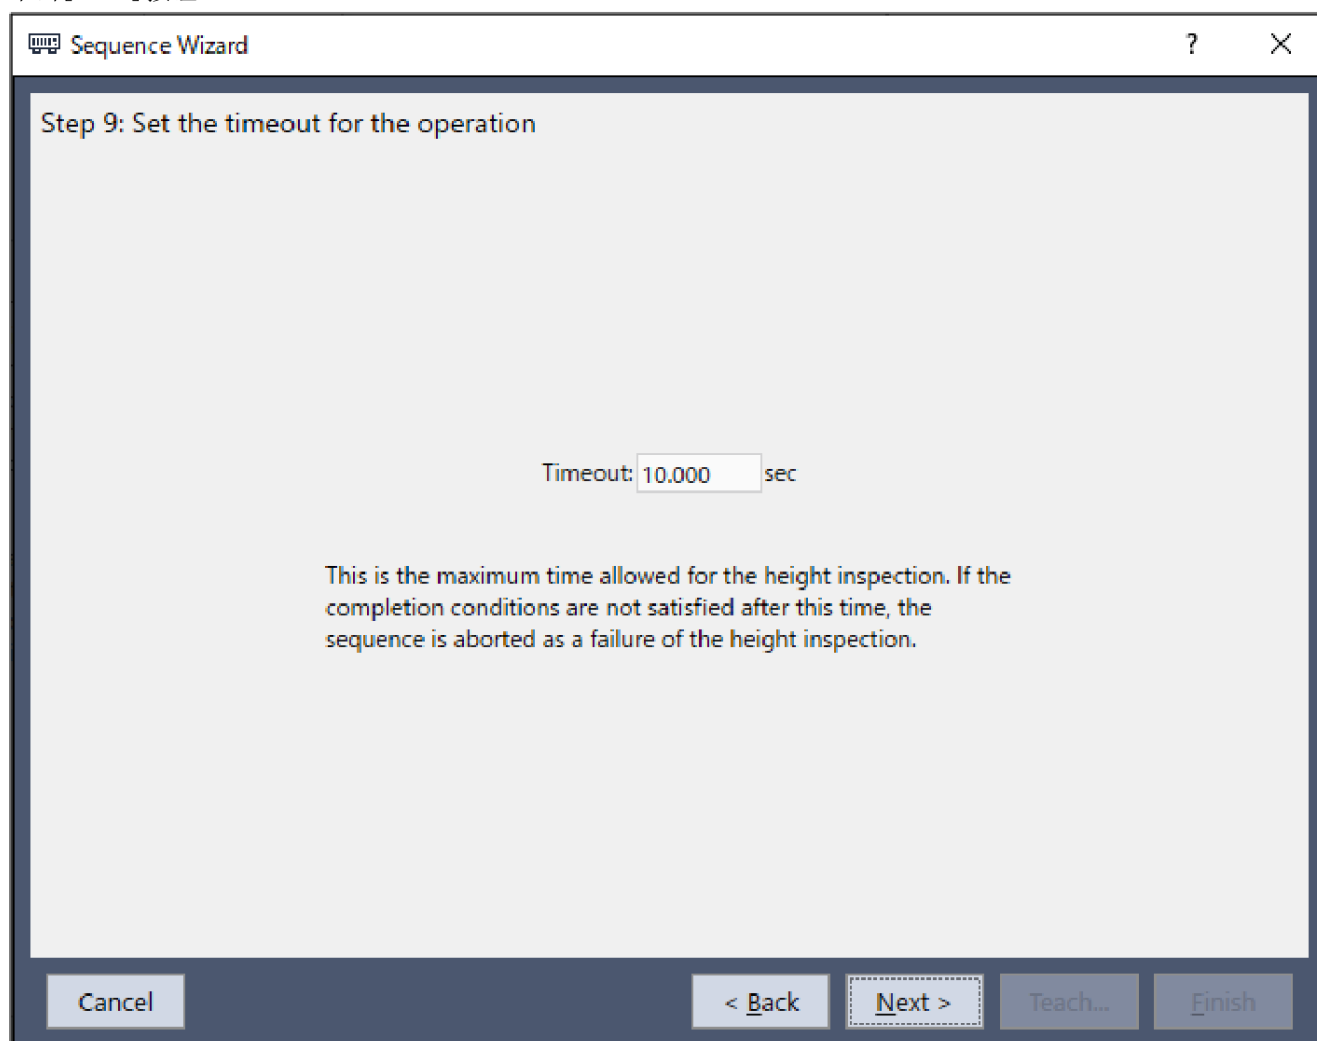 Sequence Wizard
?
Step 9: Set the timeout for the operation
Timeout: 10.000 sec
This is the maximum time allowed for the height inspection. If the
completion conditions are not satisfied after this time, the
sequence is aborted as a failure of the height inspection.
Cancel
< Back
Next >
Teach...
Finish